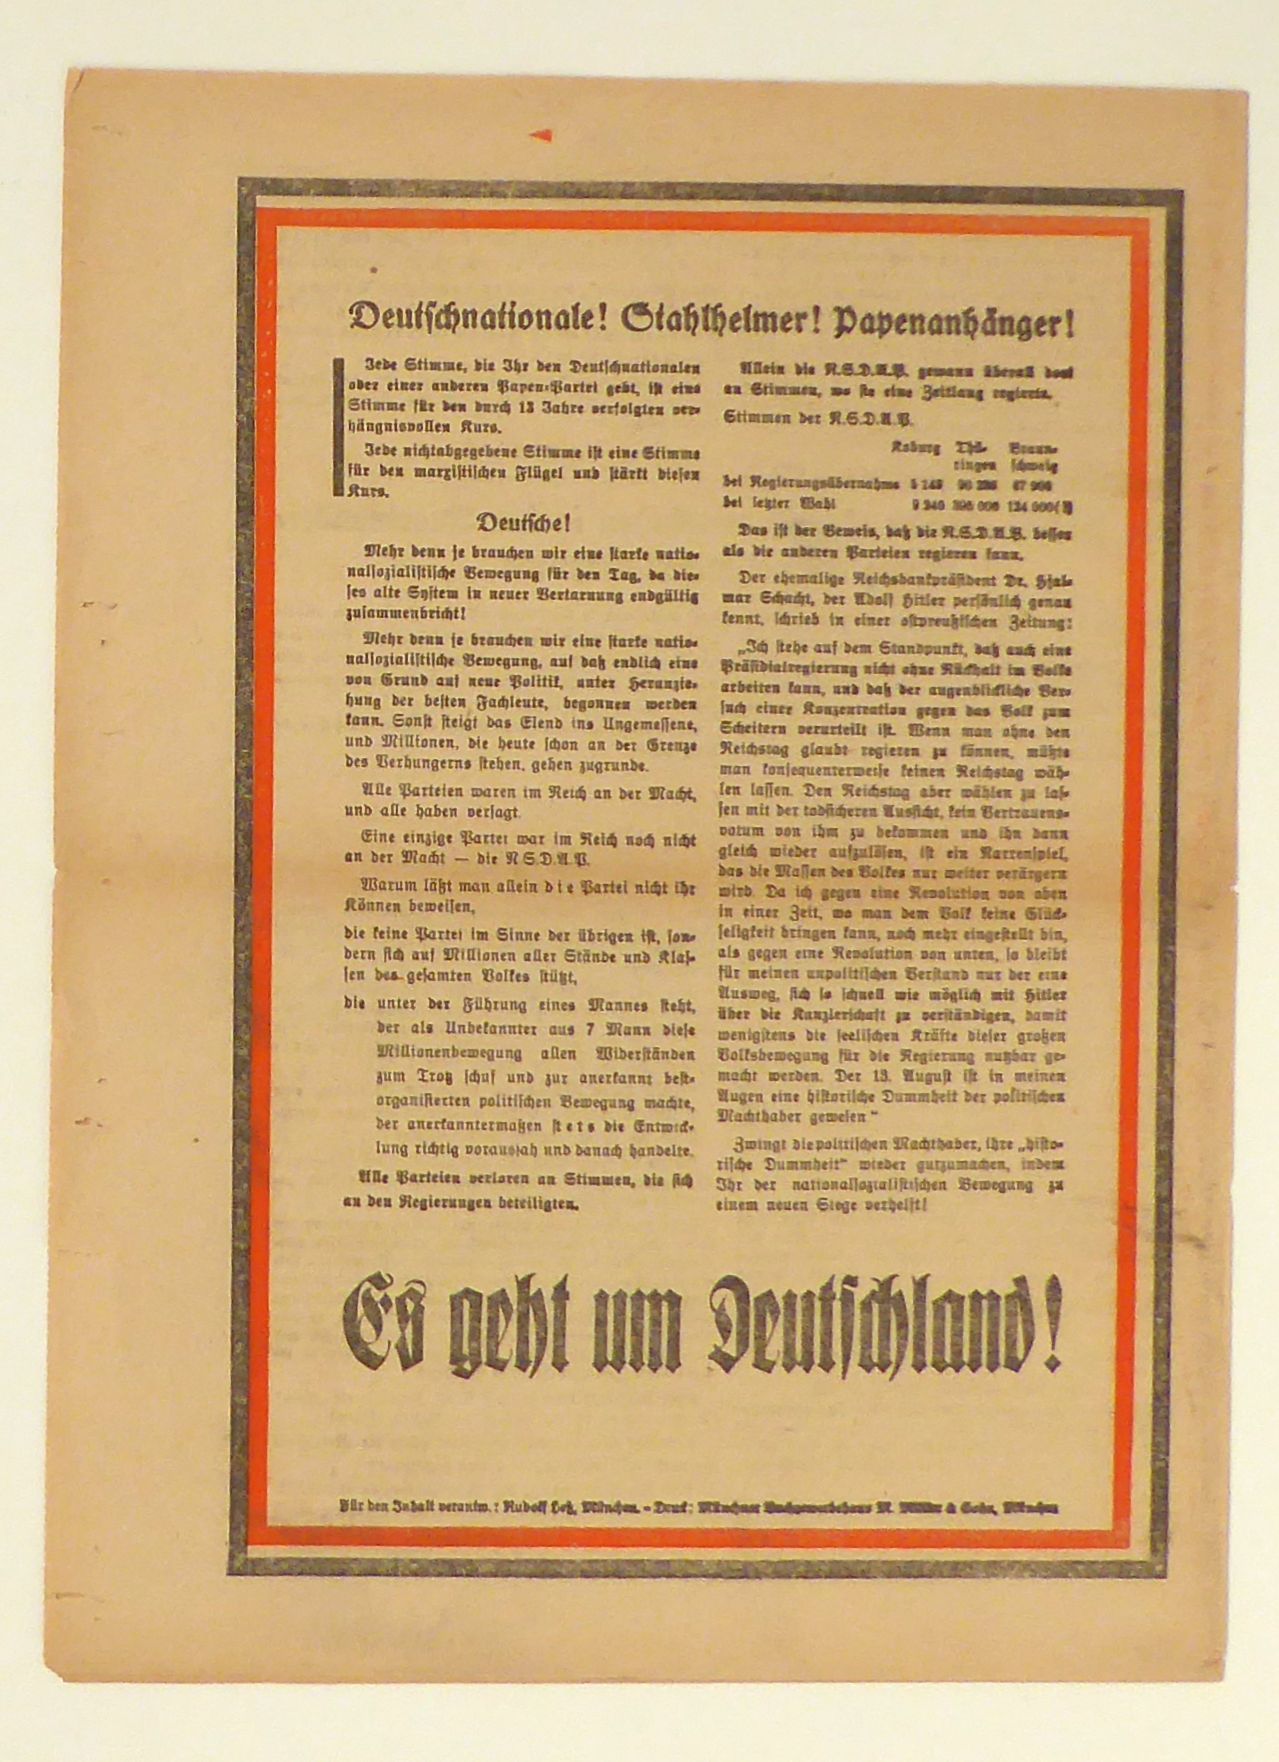 Deutschnationale! Stahlhelmer! Papenanhänger!
Jede Stimme, die Ihr den Deutschnationalen
oder einer anderen Papen-Partei gebt, ist eine
Stimme für den durch 13 Jahre verfolgten ver-
hängnisvollen Kurs.
Jede nichtabgegebene Stimme ist eine Stimme
für den marxistischen Flügel und stärkt diesen
Kurs.
Deutsche!
Mehr denn je brauchen wir eine starke natio-
nalsozialistische Bewegung für den Tag, da die-
ses alte System in neuer Vertarnung endgültig
zusammenbricht!
Mehr denn je brauchen wir eine starke natio-
nalsozialistische Bewegung, auf daß endlich eine
von Grund auf neue Politik, unter Heranzie-
hung der besten Fachleute, begonnen werden
kann. Sonst steigt das Elend ins Ungemessene,
und Millionen, die heute schon an der Grenze
des Verhungerns stehen, gehen zugrunde.
Alle Parteien waren im Reich an der Macht,
und alle haben versagt.
Eine einzige Partei war im Reich noch nicht
an der Macht — die N.S.D.A.P.
Warum läßt man allein die Partei nicht ihr
Können beweisen,
die keine Partei im Sinne der übrigen ist, son-
dern sich auf Millionen aller Stände und Klas-
sen des gesamten Volkes stützt,
die unter der Führung eines Mannes steht,
der als Unbekannter aus 7 Mann diese
Millionenbewegung allen Widerständen
zum Trotz schuf und zur anerkannt best-
organisierten politischen Bewegung machte,
der anerkanntermaßen stets die Entwick-
lung richtig voraussah und danach handelte.
Alle Parteien verloren an Stimmen, die sich
an den Regierungen beteiligten.
Allein die N.S.D.A.P. gewann überall dort
an Stimmen, wo sie eine Zeitlang regierte.
Stimmen der N.S.D.A.P.
Koburg Thü- Braun-
ringen schweig
bei Regierungsübernahme
bei letzter Wahl
Das ist der Beweis, daß die N.S.D.A.P. besser
als die anderen Parteien regieren kann.
Der ehemalige Reichsbankpräsident Dr. Hjal-
mar Schacht, der Adolf Hitler persönlich genau
kennt, schrieb in einer ostpreußischen Zeitung:
„Ich stehe auf dem Standpunkt, daß auch eine
Präsidialregierung nicht ohne Rückhalt im Volke
arbeiten kann, und daß der augenblickliche Ver-
such einer Konzentration gegen das Volk zum
Scheitern verurteilt ist. Wenn man ohne den
Reichstag glaubt regieren zu können, müßte
man konsequenterweise keinen Reichstag wäh-
len lassen. Den Reichstag aber wählen zu las-
sen mit der todsicheren Aussicht, kein Vertrauens-
votum von ihm zu bekommen und ihn dann
gleich wieder aufzulösen, ist ein Narrenspiel,
das die Massen des Volkes nur weiter verärgern
wird. Da ich gegen eine Revolution von oben
in einer Zeit, wo man dem Volk keine Glück-
seligkeit bringen kann, noch mehr eingestellt bin,
als gegen eine Revolution von unten, so bleibt
für meinen unpolitischen Verstand nur der eine
Ausweg, sich so schnell wie möglich mit Hitler
über die Kanzlerschaft zu verständigen, damit
wenigstens die seelischen Kräfte dieser großen
Volksbewegung für die Regierung nutzbar ge-
macht werden. Der 13. August ist in meinen
Augen eine historische Dummheit der politischen
Machthaber gewesen“
Zwingt die politischen Machthaber, ihre „histo-
rische Dummheit“ wieder gutzumachen, indem
Ihr der nationalsozialistischen Bewegung zu
einem neuen Siege verhelft!
Es geht um Deutschland!
Für den Inhalt verantw.: Rudolf Heß, München. - Druck: Münchner Buchgewerbehaus M. Müller & Sohn, München